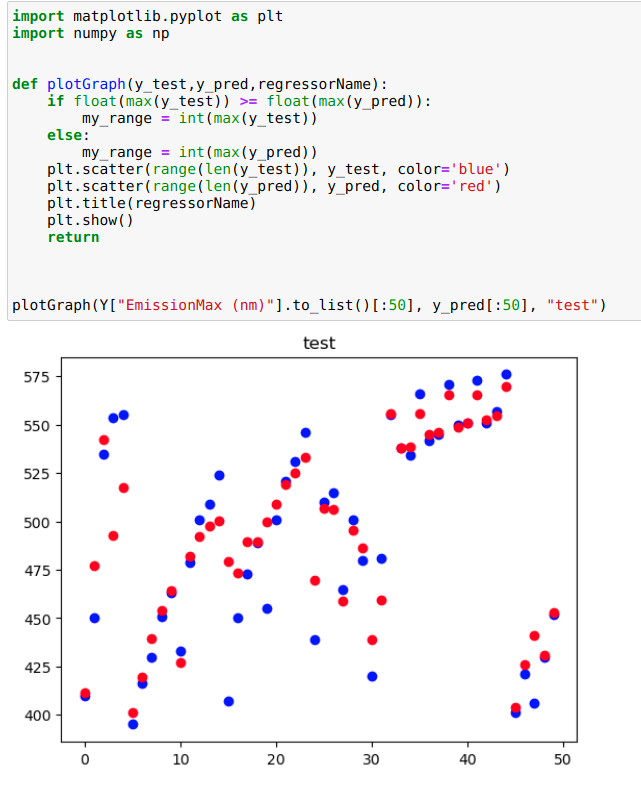 import matplotlib.pyplot as plt
import numpy as np
def plotGraph(y_test,y_pred,regressorName):
    if float(max(y_test)) >= float(max(y_pred)):
        my_range = int(max(y_test))
    else:
        my_range = int(max(y_pred))
    plt.scatter(range(len(y_test)), y_test, color='blue')
    plt.scatter(range(len(y_pred)), y_pred, color='red')
    plt.title(regressorName)
    plt.show()
    return
plotGraph(Y["EmissionMax (nm)"].to_list()[:50], y_pred[:50], "test")
test
575
550
525
500
475
450
425
400
0 10 20 30 40 50